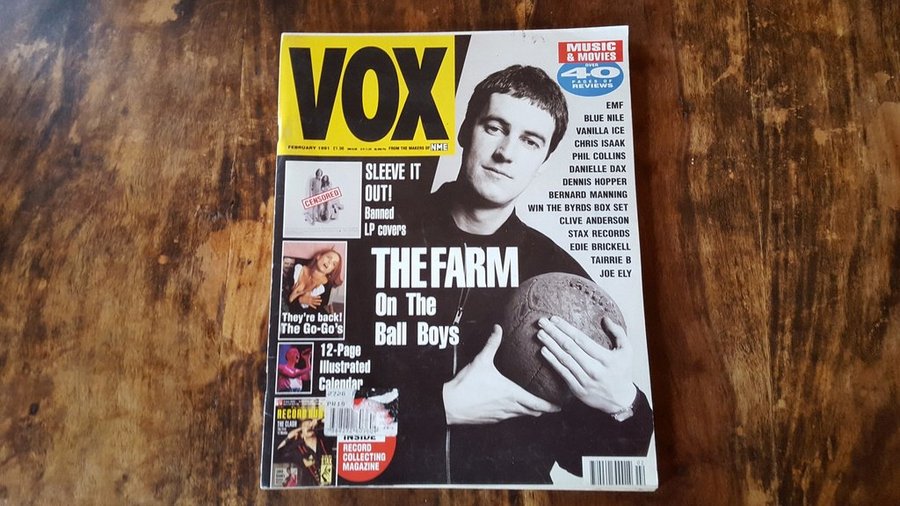 VOX
FEBRUARY 1991 £1.50
FROM THE MAKERS OF NME
MUSIC
& MOVIES
OVER
40
PAGES OF
REVIEWS
EMF
BLUE NILE
VANILLA ICE
CHRIS ISAAK
PHIL COLLINS
DANIELLE DAX
DENNIS HOPPER
BERNARD MANNING
WIN THE BYRDS BOX SET
CLIVE ANDERSON
STAX RECORDS
EDIE BRICKELL
TAIRRIE B
JOE ELY
CENSORED
SLEEVE IT
OUT!
Banned
LP covers
THE FARM
On The
Ball Boys
They're back!
The Go-Go's
12-Page
Illustrated
Calendar
THE CLASH
INSIDE
RECORD
COLLECTING
MAGAZINE